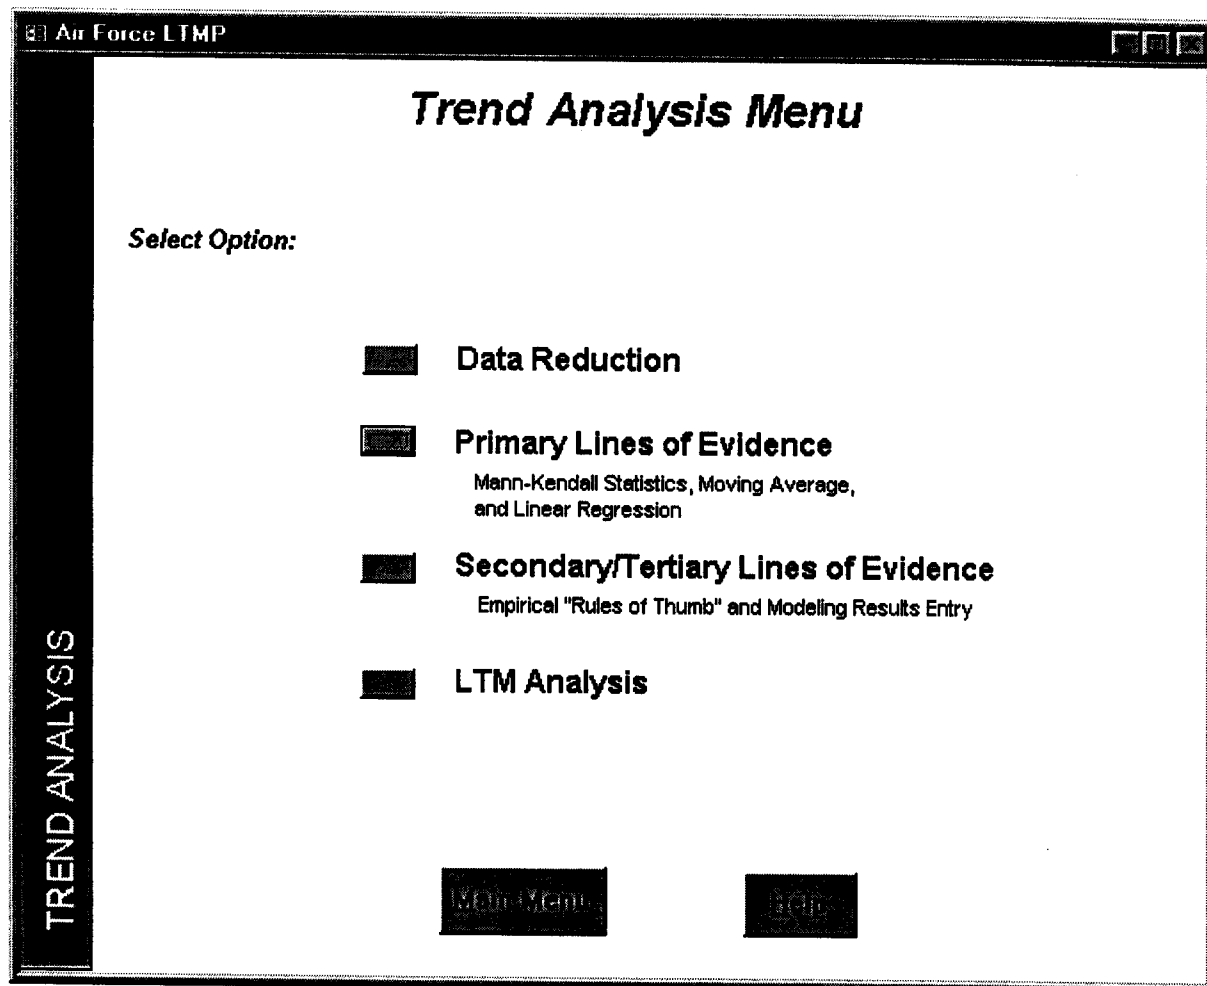 Air Force LTMP
Trend Analysis Menu
Select Option:
Data Reduction
Primary Lines of Evidence
Mann-Kendall Statistics, Moving Average,
and Linear Regression
Secondary/Tertiary Lines of Evidence
Empirical "Rules of Thumb" and Modeling Results Entry
LTM Analysis
TREND ANALYSIS
Main Menu
Help